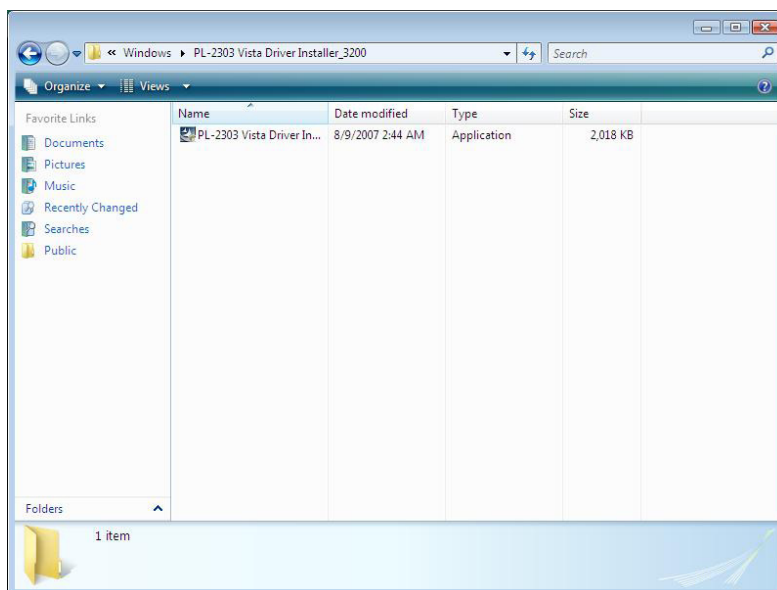 « Windows ▸ PL-2303 Vista Driver Installer_3200
Search
Organize Views
Favorite Links
Documents
Pictures
Music
Recently Changed
Searches
Public
Folders
Name Date modified Type Size
PL-2303 Vista Driver In... 8/9/2007 2:44 AM Application 2,018 KB
1 item